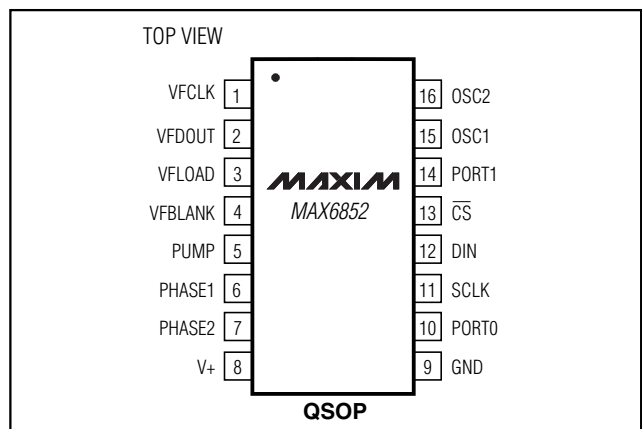 TOP VIEW
VFCLK 1
VFDOUT 2
VFLOAD 3
VFBLANK 4
PUMP 5
PHASE1 6
PHASE2 7
V+ 8
MAXIM
MAX6852
16 OSC2
15 OSC1
14 PORT1
13 C̅S̅
12 DIN
11 SCLK
10 PORT0
9 GND
QSOP